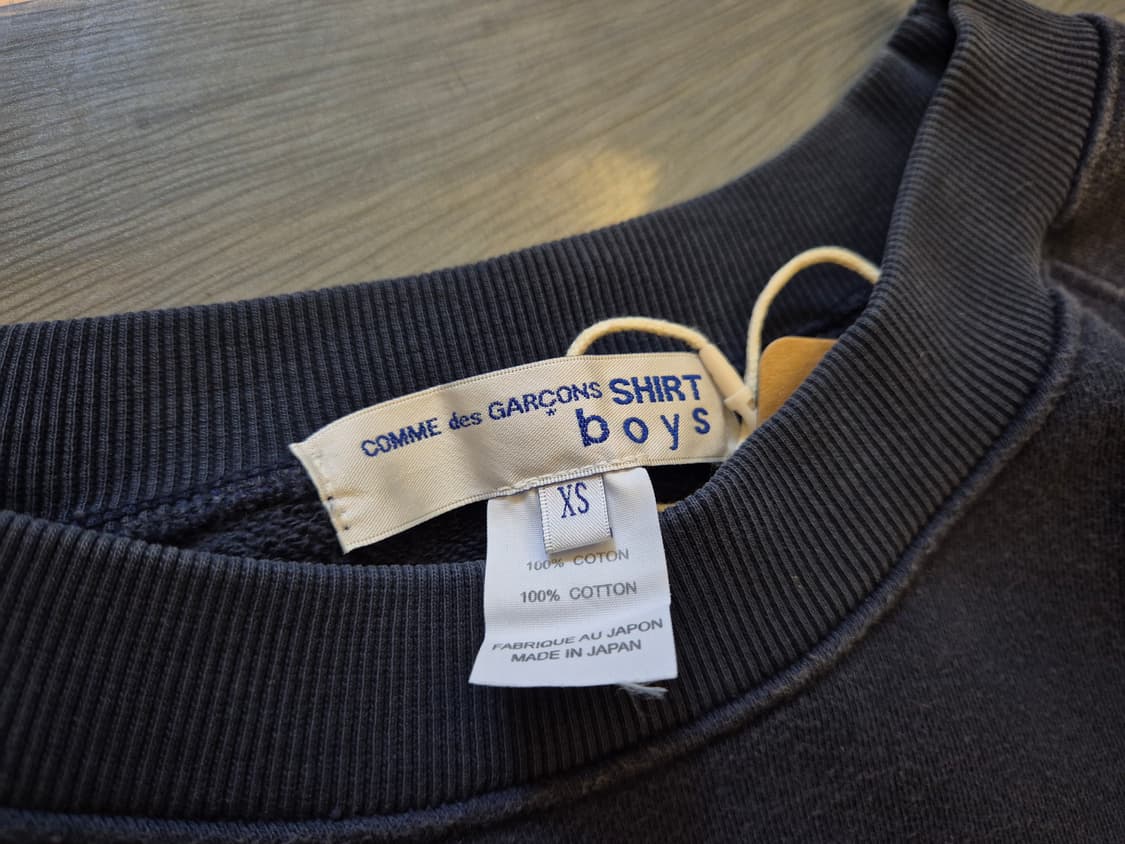 COMME des GARÇONS SHIRT
* boys
XS
100% COTON
100% COTTON
FABRIQUE AU JAPON
MADE IN JAPAN